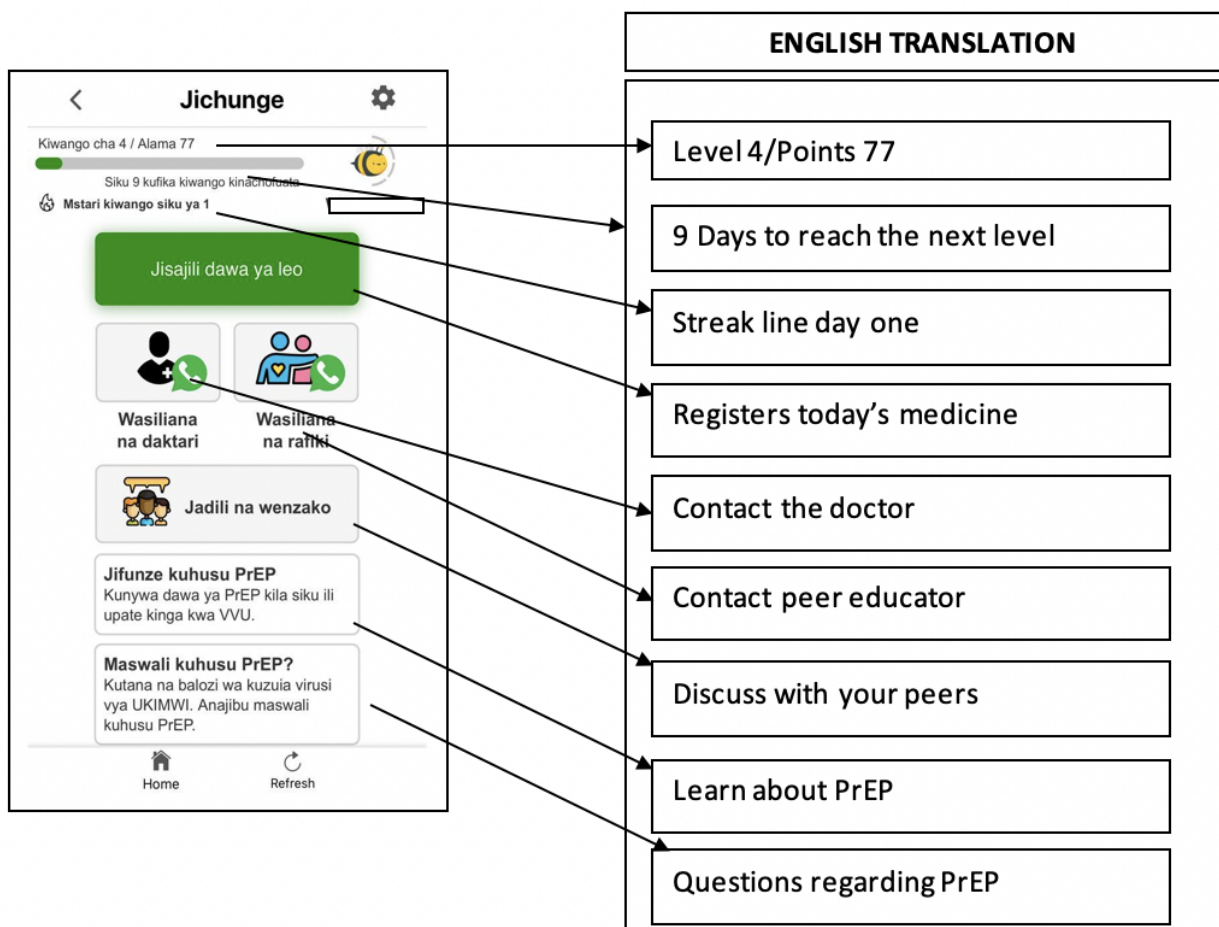 ENGLISH TRANSLATION
Jichunge
Kiwango cha 4 / Alama 77
Siku 9 kufika kiwango kinachofuata
Mstari kiwango siku ya 1
Jisajili dawa ya leo
Wasiliana
na daktari
Wasiliana
na rafiki
Jadili na wenzako
Jifunze kuhusu PrEP
Kunywa dawa ya PrEP kila siku ili
upate kinga kwa VVU.
Maswali kuhusu PrEP?
Kutana na balozi wa kuzuia virusi
vya UKIMWI. Anajibu maswali
kuhusu PrEP.
Home
Refresh
Level 4/Points 77
9 Days to reach the next level
Streak line day one
Registers today’s medicine
Contact the doctor
Contact peer educator
Discuss with your peers
Learn about PrEP
Questions regarding PrEP